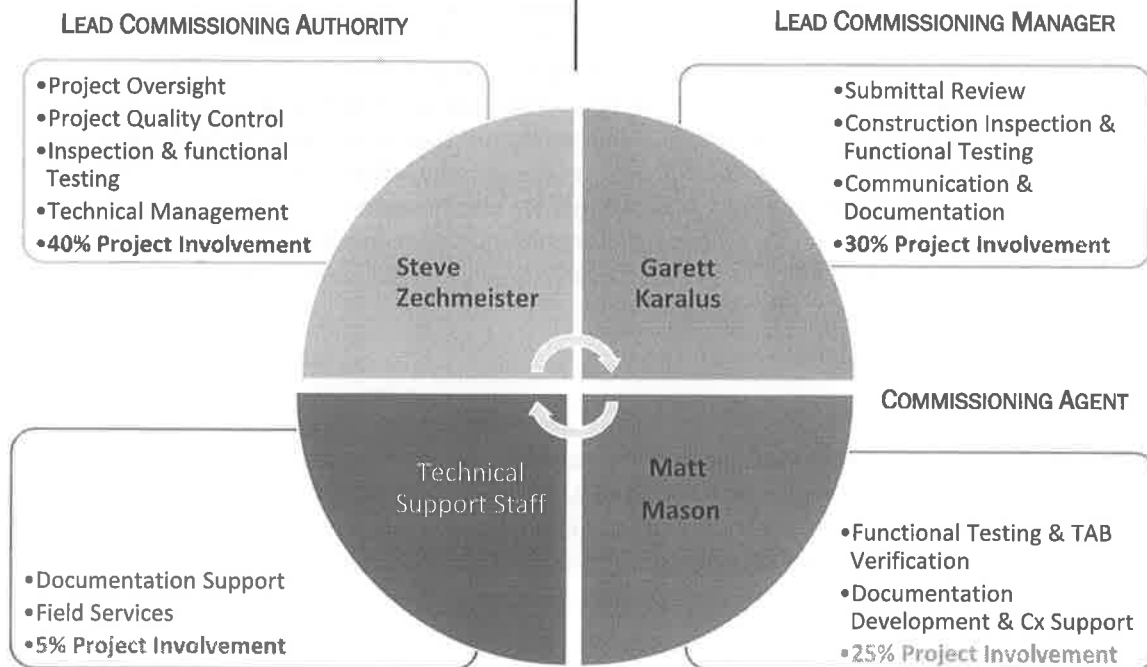 LEAD COMMISSIONING AUTHORITY
•Project Oversight
•Project Quality Control
•Inspection & functional
Testing
•Technical Management
•40% Project Involvement
LEAD COMMISSIONING MANAGER
•Submittal Review
•Construction Inspection &
Functional Testing
•Communication &
Documentation
•30% Project Involvement
Steve
Zechmeister
Garett
Karalus
Technical
Support Staff
Matt
Mason
•Documentation Support
•Field Services
•5% Project Involvement
COMMISSIONING AGENT
•Functional Testing & TAB
Verification
•Documentation
Development & Cx Support
•25% Project Involvement